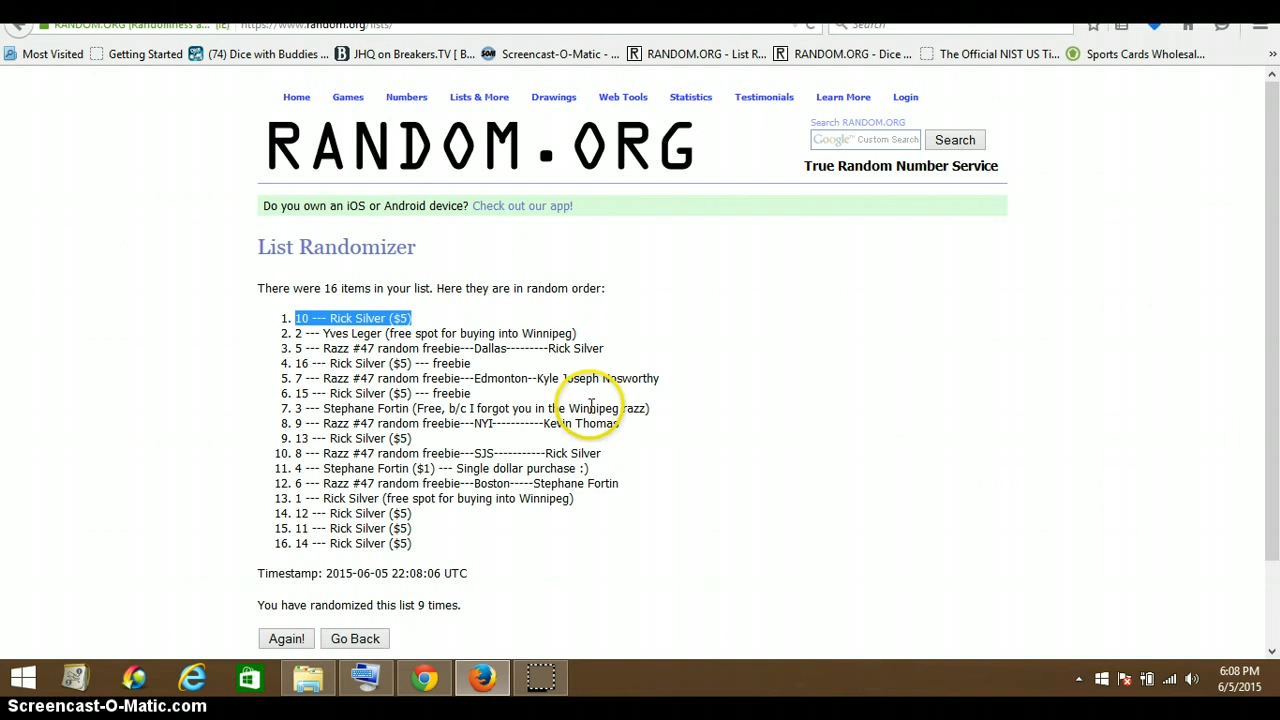 RANDOM.ORG (Randomness a... (IE) https://www.random.org/lists/ Search
Most Visited Getting Started (74) Dice with Buddies ... JHQ on Breakers.TV [ B... Screencast-O-Matic - ... RANDOM.ORG - List R... RANDOM.ORG - Dice ... The Official NIST US Ti... Sports Cards Wholesal... »
Home Games Numbers Lists & More Drawings Web Tools Statistics Testimonials Learn More Login
RANDOM.ORG
Search RANDOM.ORG
Google™ Custom Search Search
True Random Number Service
Do you own an iOS or Android device? Check out our app!
List Randomizer
There were 16 items in your list. Here they are in random order:
1. 10 --- Rick Silver ($5)
2. 2 --- Yves Leger (free spot for buying into Winnipeg)
3. 5 --- Razz #47 random freebie---Dallas---------Rick Silver
4. 16 --- Rick Silver ($5) --- freebie
5. 7 --- Razz #47 random freebie---Edmonton--Kyle Joseph Nosworthy
6. 15 --- Rick Silver ($5) --- freebie
7. 3 --- Stephane Fortin (Free, b/c I forgot you in the Winnipeg razz)
8. 9 --- Razz #47 random freebie---NYI-----------Kevin Thomas
9. 13 --- Rick Silver ($5)
10. 8 --- Razz #47 random freebie---SJS-----------Rick Silver
11. 4 --- Stephane Fortin ($1) --- Single dollar purchase :)
12. 6 --- Razz #47 random freebie---Boston-----Stephane Fortin
13. 1 --- Rick Silver (free spot for buying into Winnipeg)
14. 12 --- Rick Silver ($5)
15. 11 --- Rick Silver ($5)
16. 14 --- Rick Silver ($5)
Timestamp: 2015-06-05 22:08:06 UTC
You have randomized this list 9 times.
Again! Go Back
6:08 PM
6/5/2015
Screencast-O-Matic.com